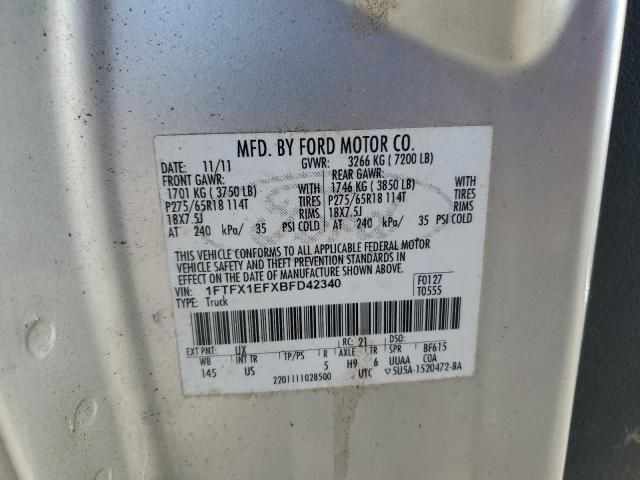 MFD. BY FORD MOTOR CO.
DATE: 11/11 GVWR: 3266 KG ( 7200 LB)
FRONT GAWR: REAR GAWR:
1701 KG ( 3750 LB) WITH 1746 KG ( 3850 LB) WITH
P275/65R18 114T TIRES P275/65R18 114T TIRES
18X7.5J RIMS 18X7.5J RIMS
AT 240 kPa/ 35 PSI COLD AT 240 kPa/ 35 PSI COLD
THIS VEHICLE CONFORMS TO ALL APPLICABLE FEDERAL MOTOR
VEHICLE SAFETY AND THEFT PREVENTION STANDARDS IN
EFFECT ON THE DATE OF MANUFACTURE SHOWN ABOVE.
VIN: 1FTFX1EFXBFD42340 F0127
TYPE: Truck T0555
EXT PNT: UX RC: 21 DSO:
WB INT TR TP/PS R AXLE TR BF615
145 US 5 H9 6 UUAA COA
2201111028500 UTC ▽5U5A-1520472-BA